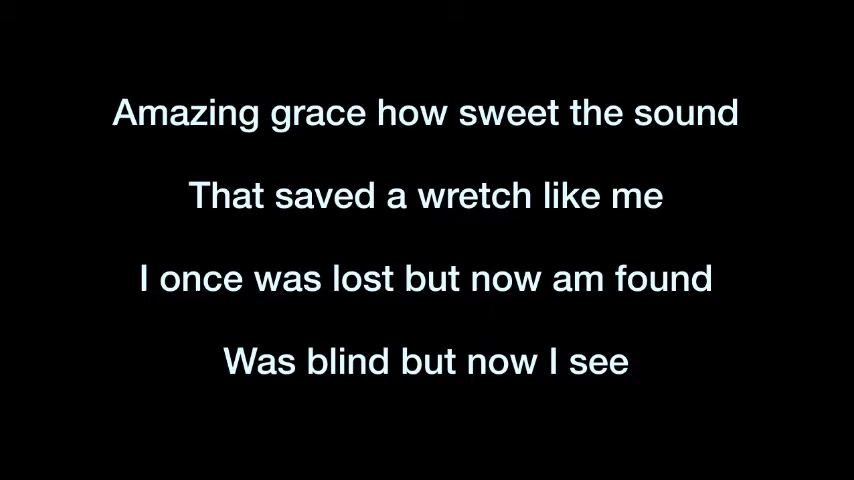 Amazing grace how sweet the sound
That saved a wretch like me
I once was lost but now am found
Was blind but now I see